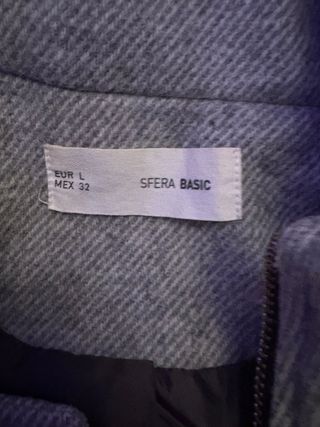 EUR L
MEX 32
SFERA BASIC